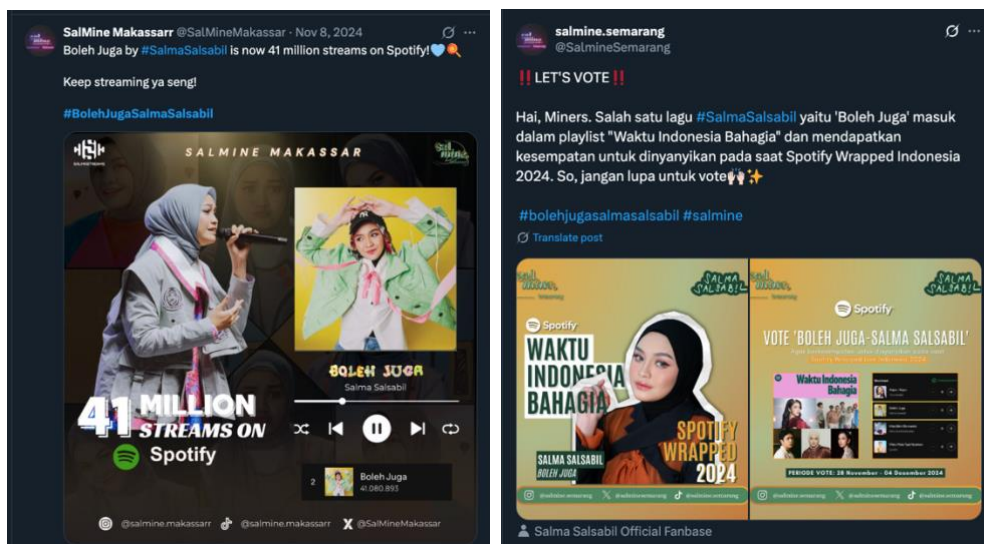 SalMine Makassarr @SalMineMakassar · Nov 8, 2024
Boleh Juga by #SalmaSalsabil is now 41 million streams on Spotify!
Keep streaming ya seng!
#BolehJugaSalmaSalsabil
SALMINE MAKASSAR
BOLEH JUGA
Salma Salsabil
41 MILLION
STREAMS ON
Spotify
2 Boleh Juga
41.080.893
@salmine.makassarr @salmine.makassar @SalMineMakassar
salmine.semarang
@SalmineSemarang
‼️LET'S VOTE‼️
Hai, Miners. Salah satu lagu #SalmaSalsabil yaitu 'Boleh Juga' masuk
dalam playlist "Waktu Indonesia Bahagia" dan mendapatkan
kesempatan untuk dinyanyikan pada saat Spotify Wrapped Indonesia
2024. So, jangan lupa untuk vote
#bolehjugasalmasalsabil #salmine
Translate post
SALMA
SALSABIL
Spotify
WAKTU
INDONESIA
BAHAGIA
SPOTIFY
WRAPPED
2024
SALMA SALSABIL
BOLEH JUGA
SALMA
SALSABIL
Spotify
VOTE 'BOLEH JUGA-SALMA SALSABIL'
Waktu Indonesia
Bahagia
PERIODE VOTE: 28 November - 04 Desember 2024
Salma Salsabil Official Fanbase